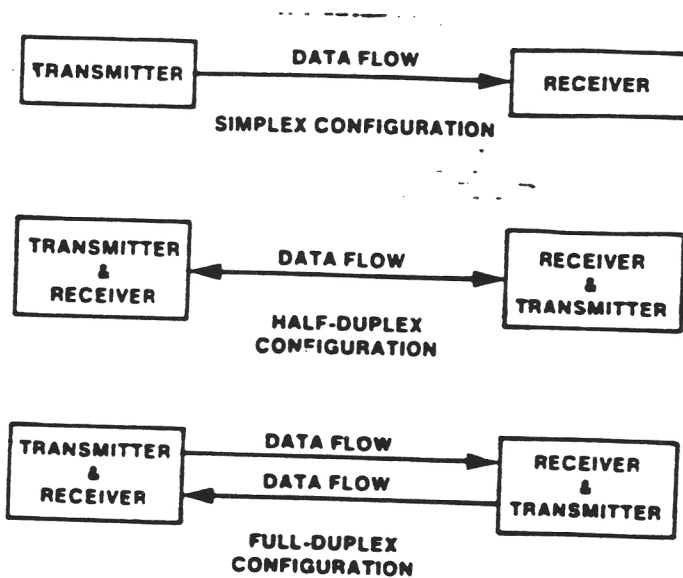 TRANSMITTER
DATA FLOW
RECEIVER
SIMPLEX CONFIGURATION
TRANSMITTER
&
RECEIVER
DATA FLOW
RECEIVER
&
TRANSMITTER
HALF-DUPLEX
CONFIGURATION
TRANSMITTER
&
RECEIVER
DATA FLOW
DATA FLOW
RECEIVER
&
TRANSMITTER
FULL-DUPLEX
CONFIGURATION